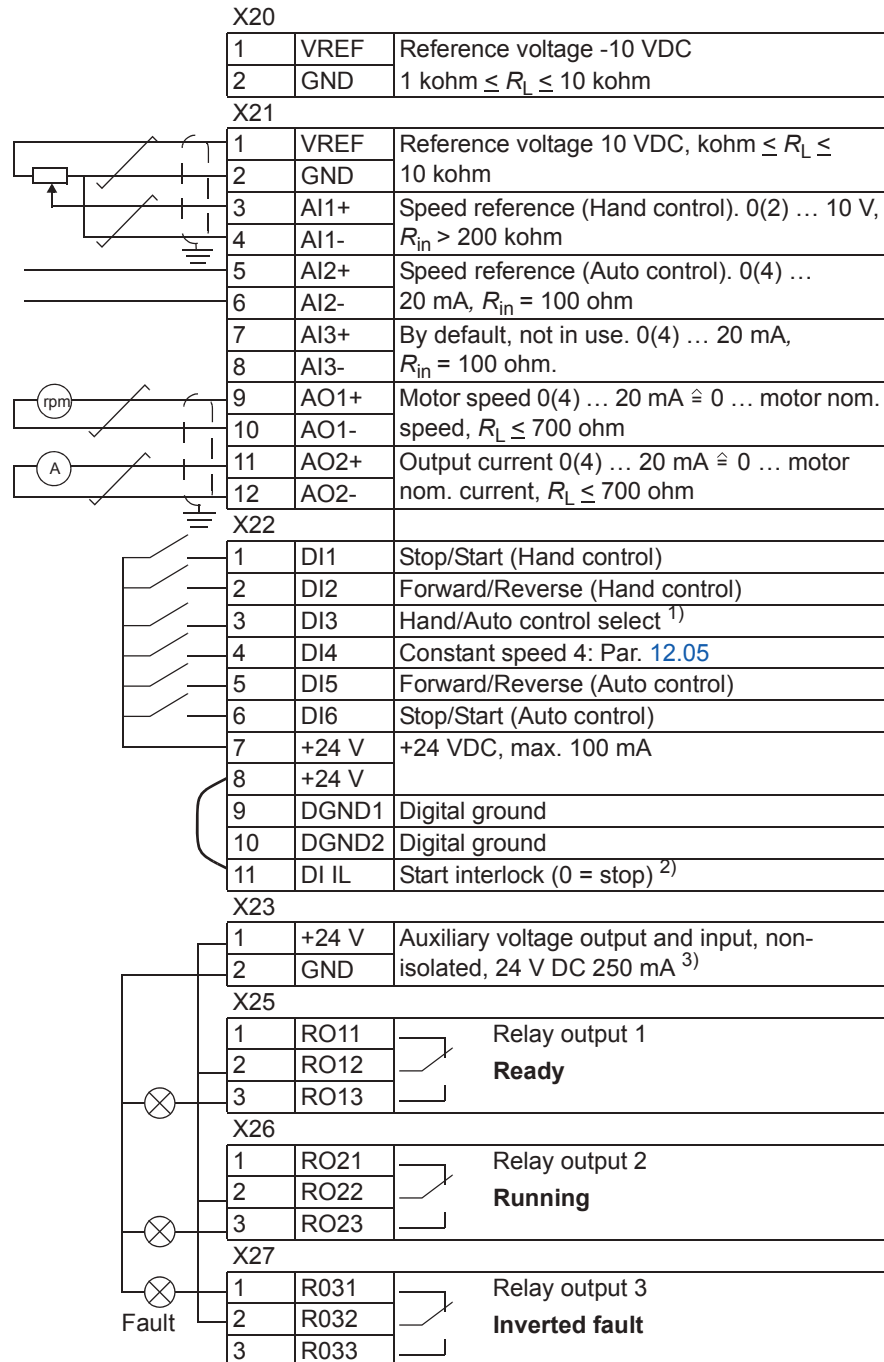 X20
1 VREF Reference voltage -10 VDC
2 GND 1 kohm ≤ RL ≤ 10 kohm
X21
1 VREF Reference voltage 10 VDC, kohm ≤ RL ≤
2 GND 10 kohm
3 AI1+ Speed reference (Hand control). 0(2) … 10 V,
4 AI1- Rin > 200 kohm
5 AI2+ Speed reference (Auto control). 0(4) …
6 AI2- 20 mA, Rin = 100 ohm
7 AI3+ By default, not in use. 0(4) … 20 mA,
8 AI3- Rin = 100 ohm.
rpm 9 AO1+ Motor speed 0(4) … 20 mA ≙ 0 … motor nom.
10 AO1- speed, RL ≤ 700 ohm
A 11 AO2+ Output current 0(4) … 20 mA ≙ 0 … motor
12 AO2- nom. current, RL ≤ 700 ohm
X22
1 DI1 Stop/Start (Hand control)
2 DI2 Forward/Reverse (Hand control)
3 DI3 Hand/Auto control select 1)
4 DI4 Constant speed 4: Par. 12.05
5 DI5 Forward/Reverse (Auto control)
6 DI6 Stop/Start (Auto control)
7 +24 V +24 VDC, max. 100 mA
8 +24 V
9 DGND1 Digital ground
10 DGND2 Digital ground
11 DI IL Start interlock (0 = stop) 2)
X23
1 +24 V Auxiliary voltage output and input, non-
2 GND isolated, 24 V DC 250 mA 3)
X25
1 RO11 Relay output 1
2 RO12 Ready
3 RO13
X26
1 RO21 Relay output 2
2 RO22 Running
3 RO23
X27
1 R031 Relay output 3
Fault 2 R032 Inverted fault
3 R033